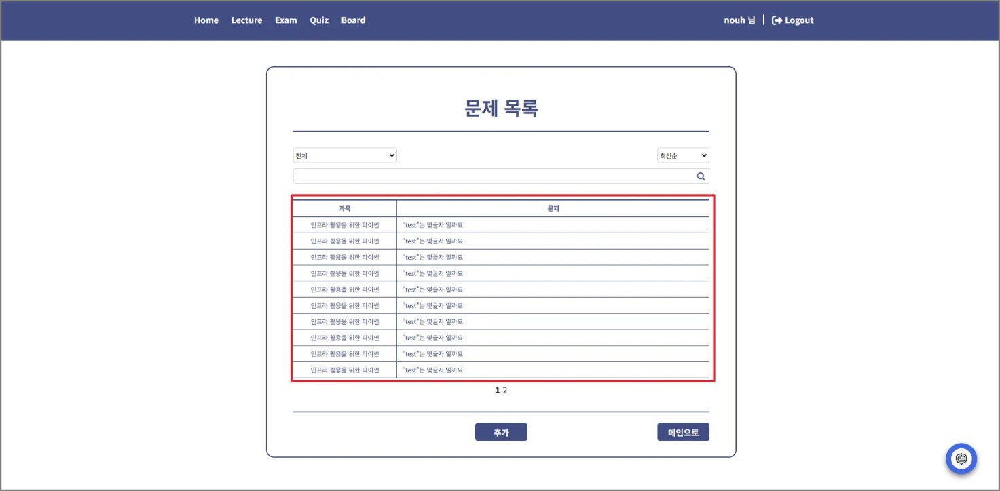 Home Lecture Exam Quiz Board nouh 님 Logout
문제 목록
전체 최신순
과목 문제
인프라 활용을 위한 파이썬 "test"는 몇글자 일까요
인프라 활용을 위한 파이썬 "test"는 몇글자 일까요
인프라 활용을 위한 파이썬 "test"는 몇글자 일까요
인프라 활용을 위한 파이썬 "test"는 몇글자 일까요
인프라 활용을 위한 파이썬 "test"는 몇글자 일까요
인프라 활용을 위한 파이썬 "test"는 몇글자 일까요
인프라 활용을 위한 파이썬 "test"는 몇글자 일까요
인프라 활용을 위한 파이썬 "test"는 몇글자 일까요
인프라 활용을 위한 파이썬 "test"는 몇글자 일까요
인프라 활용을 위한 파이썬 "test"는 몇글자 일까요
1 2
추가 메인으로